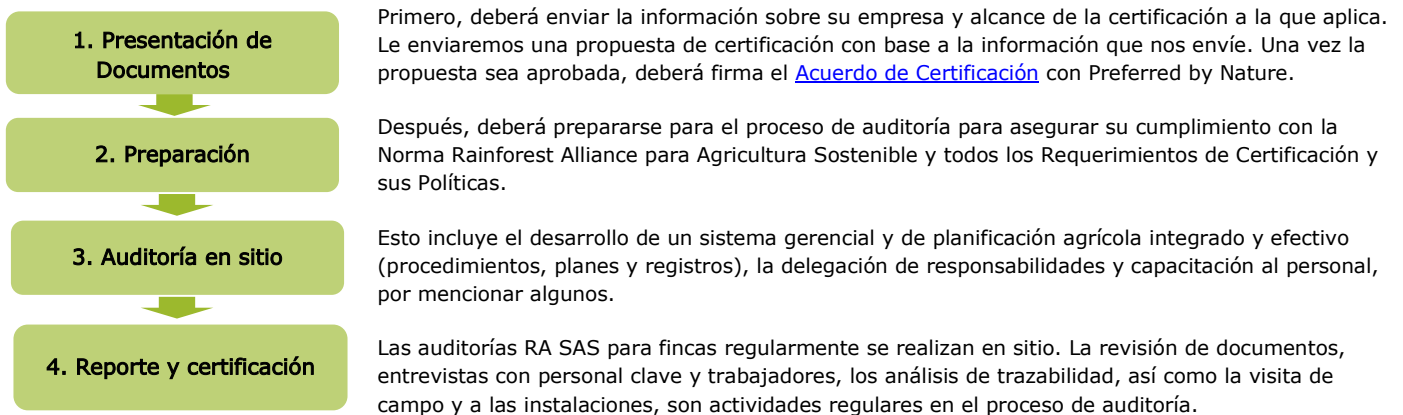 1. Presentación de
Documentos
2. Preparación
3. Auditoría en sitio
4. Reporte y certificación
Primero, deberá enviar la información sobre su empresa y alcance de la certificación a la que aplica.
Le enviaremos una propuesta de certificación con base a la información que nos envíe. Una vez la
propuesta sea aprobada, deberá firma el Acuerdo de Certificación con Preferred by Nature.
Después, deberá prepararse para el proceso de auditoría para asegurar su cumplimiento con la
Norma Rainforest Alliance para Agricultura Sostenible y todos los Requerimientos de Certificación y
sus Políticas.
Esto incluye el desarrollo de un sistema gerencial y de planificación agrícola integrado y efectivo
(procedimientos, planes y registros), la delegación de responsabilidades y capacitación al personal,
por mencionar algunos.
Las auditorías RA SAS para fincas regularmente se realizan en sitio. La revisión de documentos,
entrevistas con personal clave y trabajadores, los análisis de trazabilidad, así como la visita de
campo y a las instalaciones, son actividades regulares en el proceso de auditoría.